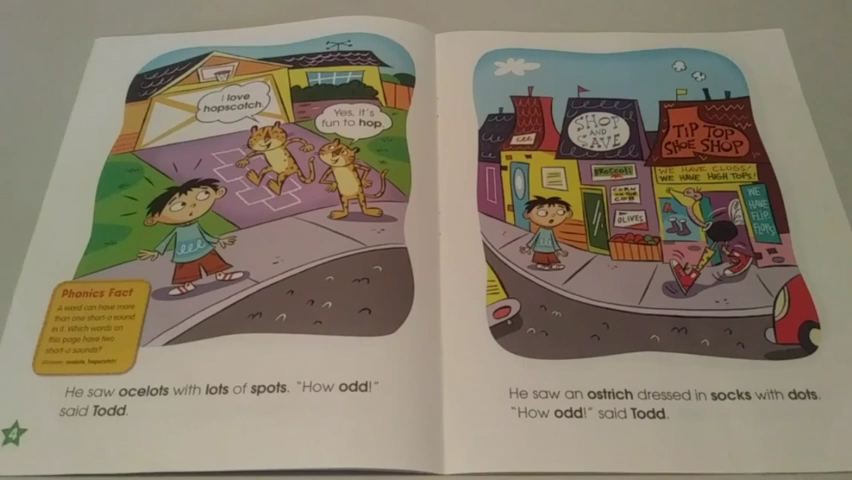 I love
hopscotch.
Yes, it's
fun to hop.
Phonics Fact
A word can have more
than one short-o sound
in it. Which words on
this page have two
short-o sounds?
Answer: ocelots, hopscotch
He saw ocelots with lots of spots. "How odd!"
said Todd.
4
SHOP
AND
SAVE
TIP TOP
SHOE SHOP
WE HAVE CLOGS!
WE HAVE HIGH TOPS!
BROCCOLI
CORN
ON THE
COB
OLIVES
WE
HAVE
FLIP
FLOPS
He saw an ostrich dressed in socks with dots.
"How odd!" said Todd.